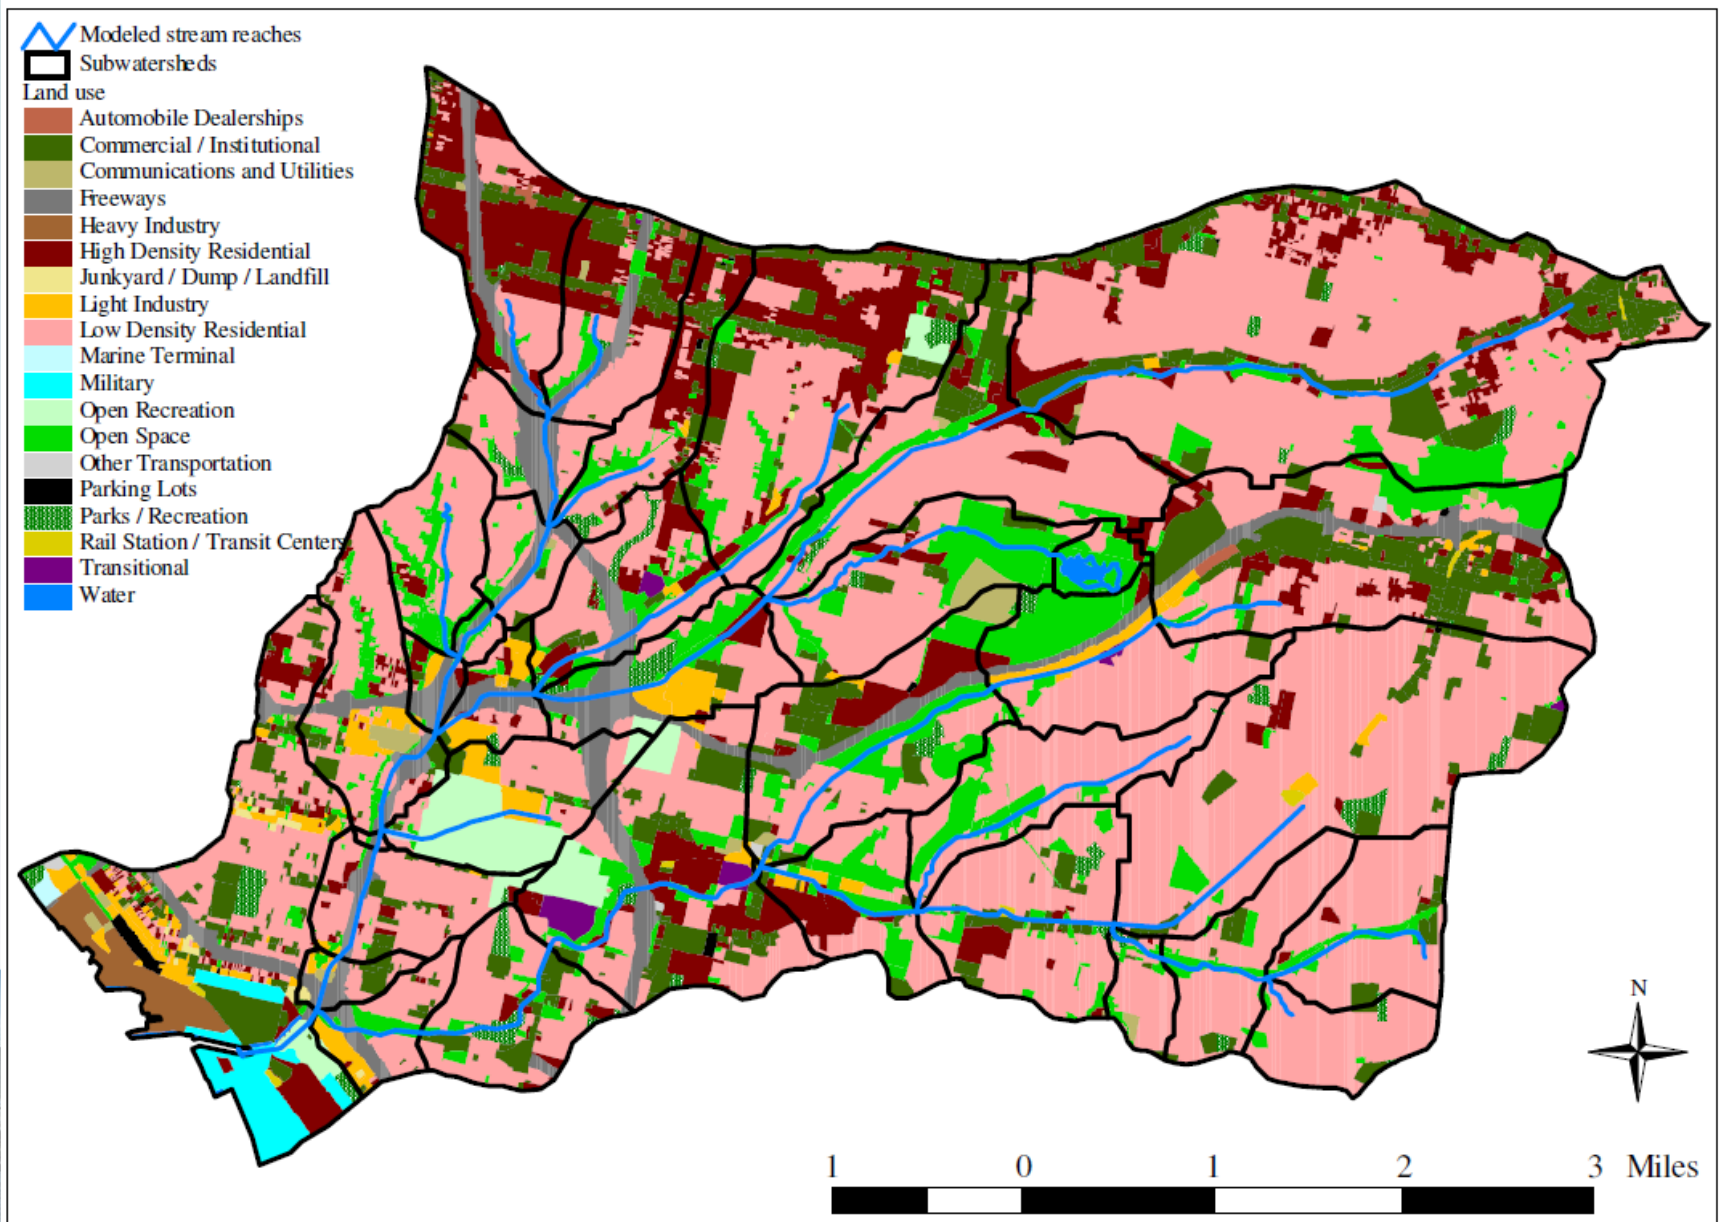 Modeled stream reaches
Subwatersheds
Land use
Automobile Dealerships
Commercial / Institutional
Communications and Utilities
Freeways
Heavy Industry
High Density Residential
Junkyard / Dump / Landfill
Light Industry
Low Density Residential
Marine Terminal
Military
Open Recreation
Open Space
Other Transportation
Parking Lots
Parks / Recreation
Rail Station / Transit Centers
Transitional
Water
N
1 0 1 2 3 Miles